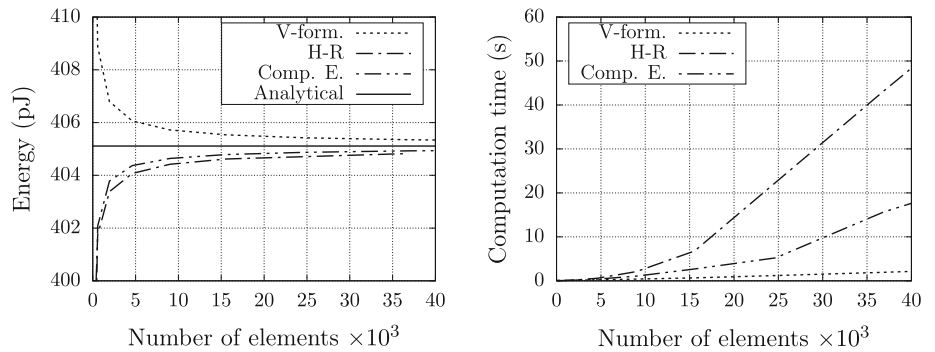 410
408
406
404
402
400
Energy (pJ)
V-form.
H-R
Comp. E.
Analytical
0 5 10 15 20 25 30 35 40
Number of elements ×10³
60
50
40
30
20
10
0
Computation time (s)
V-form.
H-R
Comp. E.
0 5 10 15 20 25 30 35 40
Number of elements ×10³